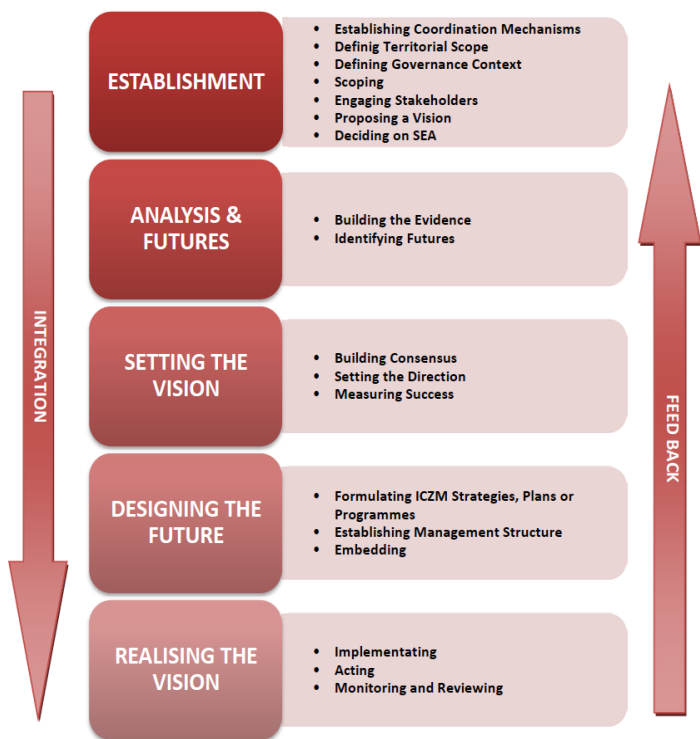 ESTABLISHMENT
• Establishing Coordination Mechanisms
• Definig Territorial Scope
• Defining Governance Context
• Scoping
• Engaging Stakeholders
• Proposing a Vision
• Deciding on SEA
ANALYSIS &
FUTURES
• Building the Evidence
• Identifying Futures
SETTING THE
VISION
• Building Consensus
• Setting the Direction
• Measuring Success
DESIGNING THE
FUTURE
• Formulating ICZM Strategies, Plans or
Programmes
• Establishing Management Structure
• Embedding
REALISING THE
VISION
• Implementating
• Acting
• Monitoring and Reviewing
INTEGRATION
FEED BACK